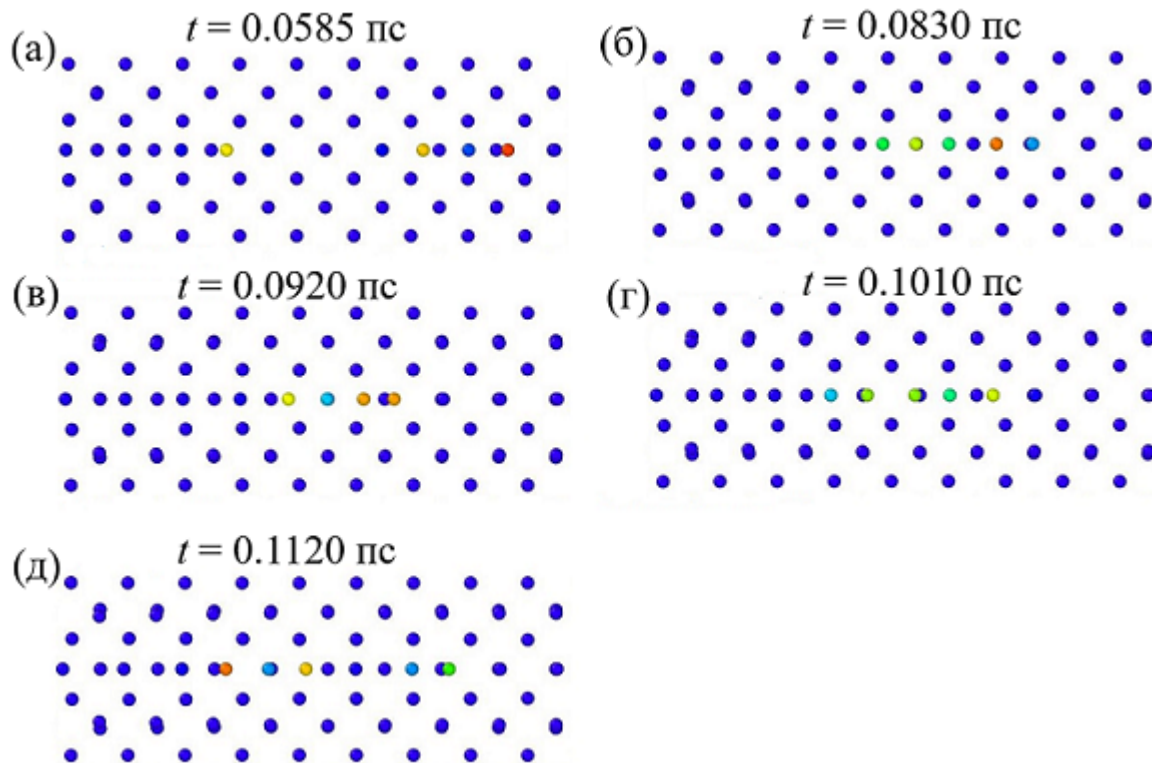 (а) t = 0.0585 пс
(б) t = 0.0830 пс
(в) t = 0.0920 пс
(г) t = 0.1010 пс
(д) t = 0.1120 пс